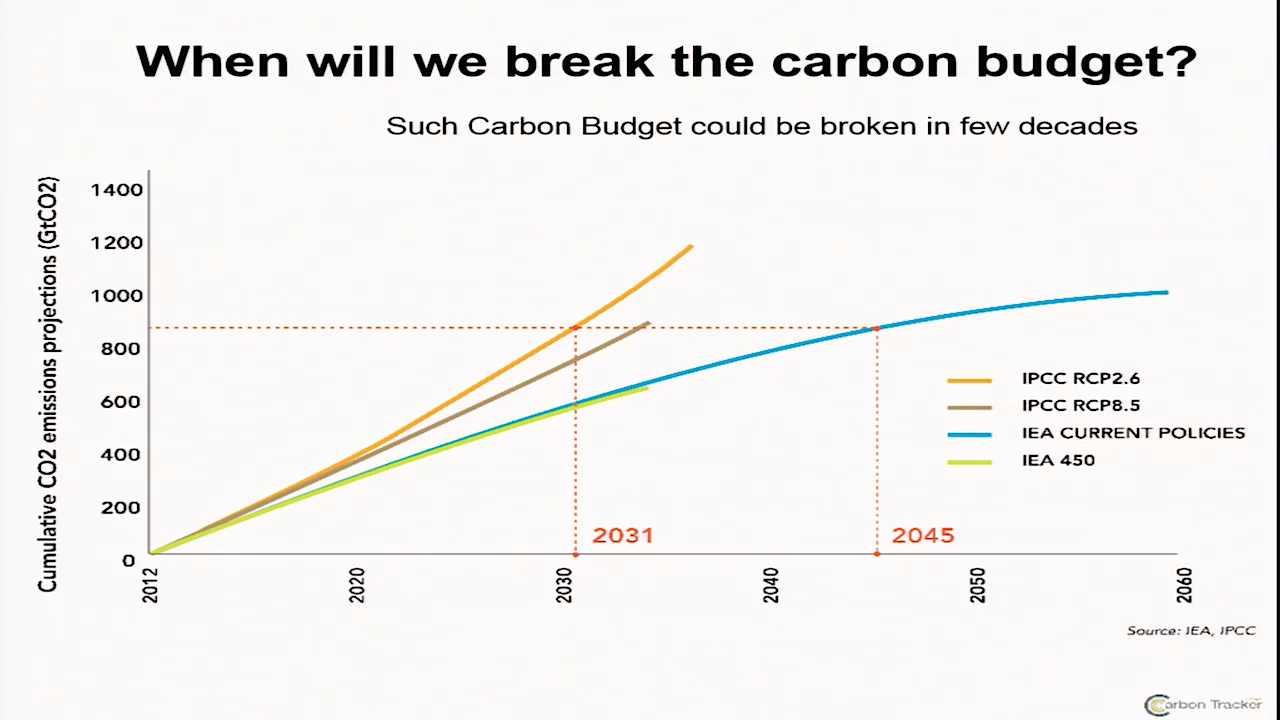 When will we break the carbon budget?
Such Carbon Budget could be broken in few decades
Cumulative CO2 emissions projections (GtCO2)
1400
1200
1000
800
600
400
200
0
IPCC RCP2.6
IPCC RCP8.5
IEA CURRENT POLICIES
IEA 450
2031
2045
2012
2020
2030
2040
2050
2060
Source: IEA, IPCC
Carbon Tracker